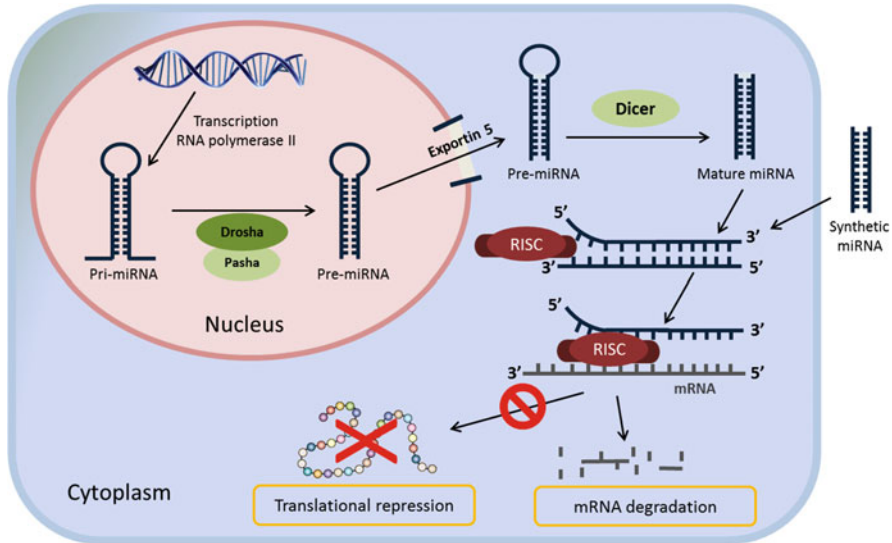 Transcription
RNA polymerase II
Pri-miRNA
Drosha
Pasha
Pre-miRNA
Nucleus
Exportin 5
Pre-miRNA
Dicer
Mature miRNA
Synthetic
miRNA
5’
RISC
3’
3’
5’
5’
3’
RISC
3’
5’
mRNA
Cytoplasm
Translational repression
mRNA degradation